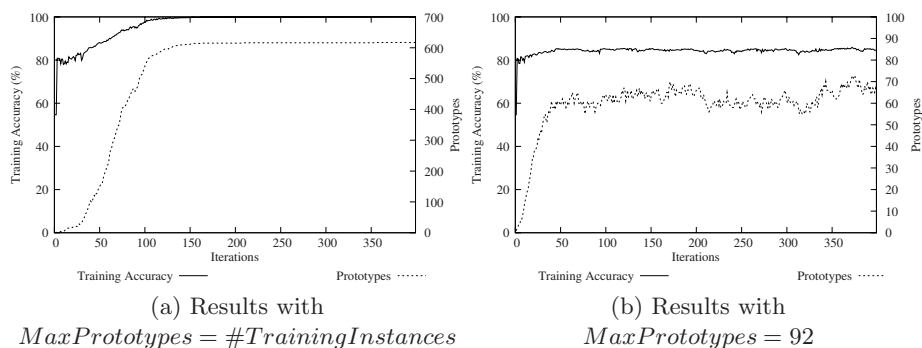 100
80
60
40
20
0
Training Accuracy (%)
700
600
500
400
300
200
100
0
Prototypes
0 50 100 150 200 250 300 350
Iterations
Training Accuracy
Prototypes
(a) Results with
MaxPrototypes = #TrainingInstances
100
80
60
40
20
0
Training Accuracy (%)
100
90
80
70
60
50
40
30
20
10
0
Prototypes
0 50 100 150 200 250 300 350
Iterations
Training Accuracy
Prototypes
(b) Results with
MaxPrototypes = 92